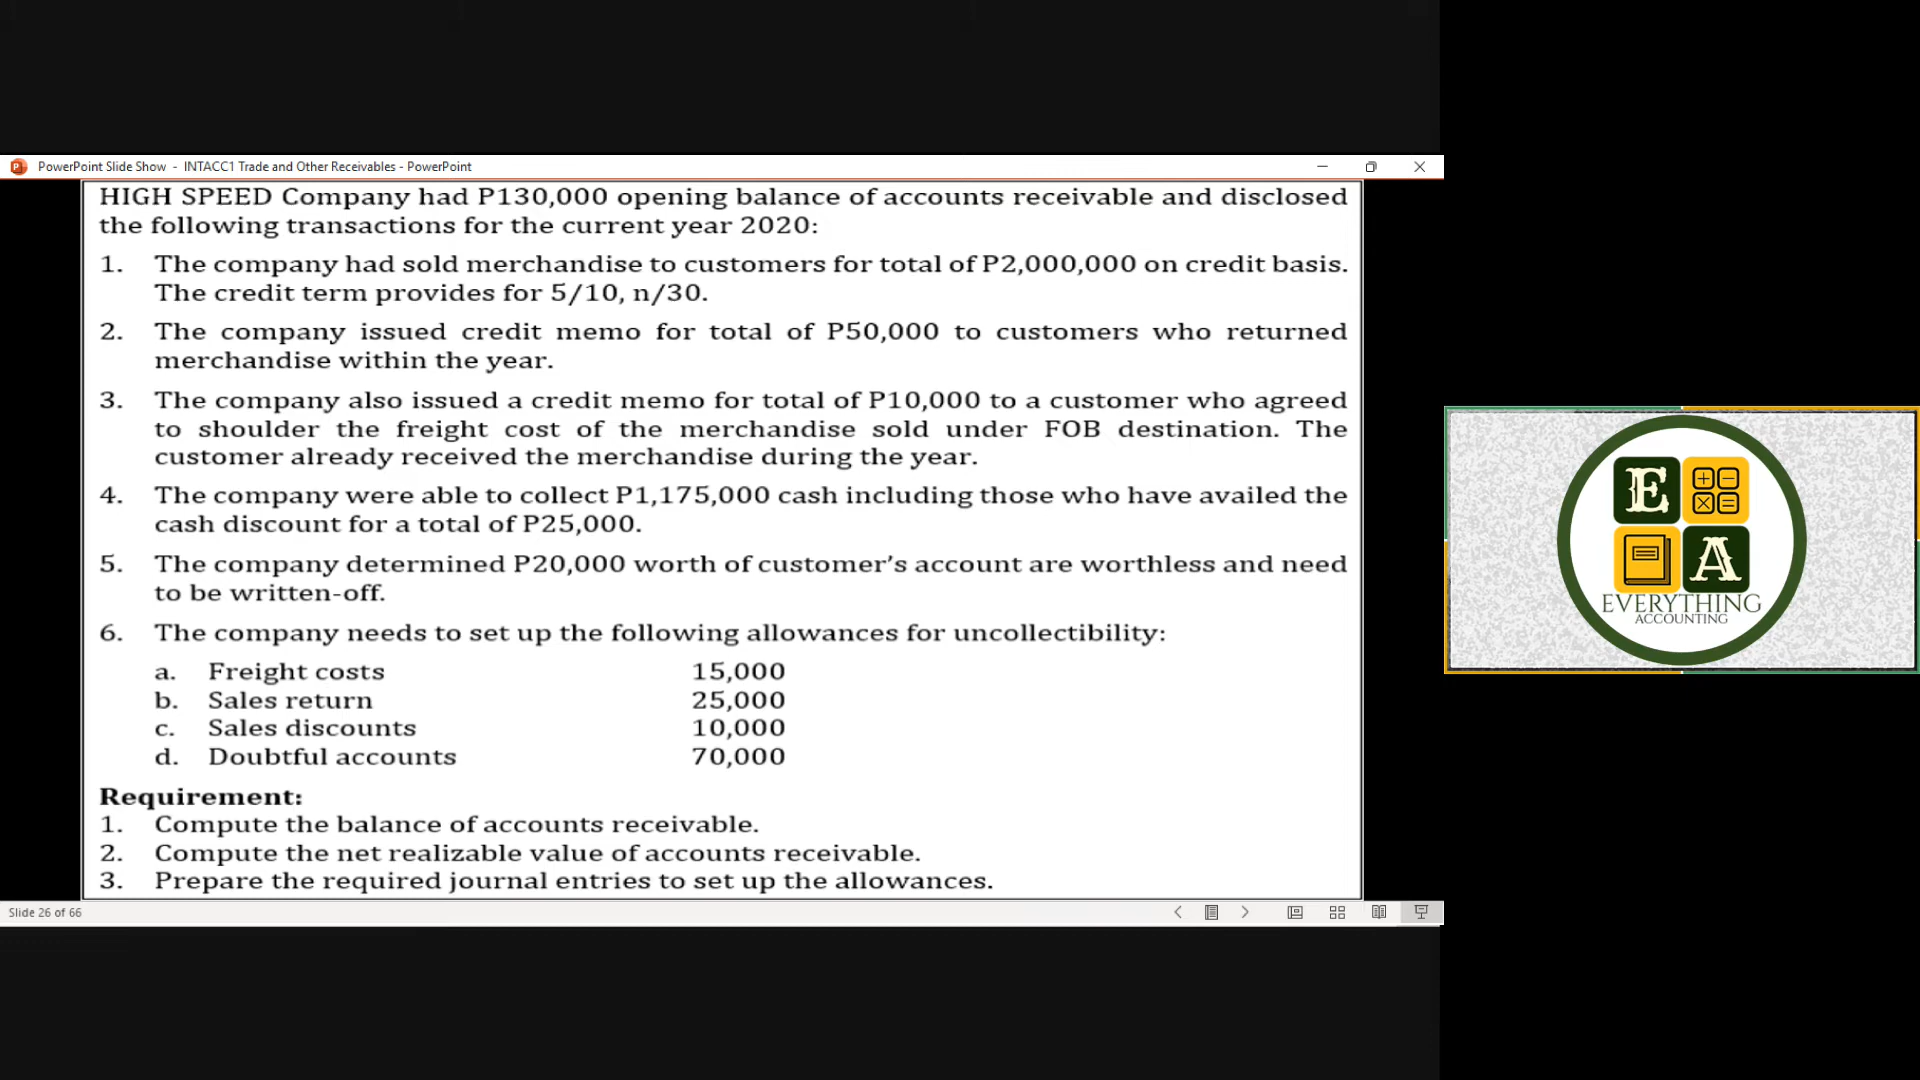 PowerPoint Slide Show - INTACC1 Trade and Other Receivables - PowerPoint
HIGH SPEED Company had P130,000 opening balance of accounts receivable and disclosed
the following transactions for the current year 2020:
1. The company had sold merchandise to customers for total of P2,000,000 on credit basis.
The credit term provides for 5/10, n/30.
2. The company issued credit memo for total of P50,000 to customers who returned
merchandise within the year.
3. The company also issued a credit memo for total of P10,000 to a customer who agreed
to shoulder the freight cost of the merchandise sold under FOB destination. The
customer already received the merchandise during the year.
4. The company were able to collect P1,175,000 cash including those who have availed the
cash discount for a total of P25,000.
5. The company determined P20,000 worth of customer's account are worthless and need
to be written-off.
6. The company needs to set up the following allowances for uncollectibility:
a. Freight costs 15,000
b. Sales return 25,000
c. Sales discounts 10,000
d. Doubtful accounts 70,000
Requirement:
1. Compute the balance of accounts receivable.
2. Compute the net realizable value of accounts receivable.
3. Prepare the required journal entries to set up the allowances.
Slide 26 of 66
E
A
EVERYTHING
ACCOUNTING